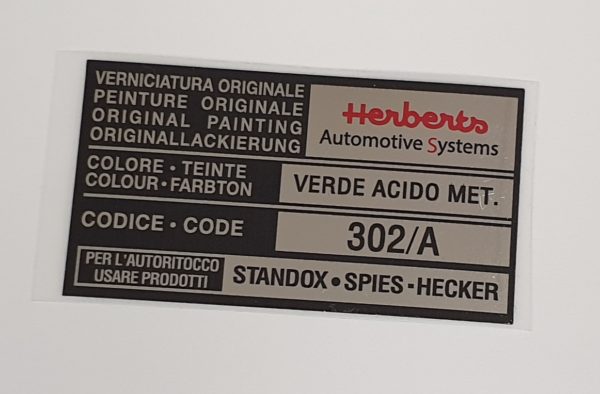 VERNICIATURA ORIGINALE
PEINTURE ORIGINALE
ORIGINAL PAINTING
ORIGINALLACKIERUNG
Herberts
Automotive Systems
COLORE • TEINTE
COLOUR • FARBTON
VERDE ACIDO MET.
CODICE • CODE
302/A
PER L'AUTORITOCCO
USARE PRODOTTI
STANDOX • SPIES - HECKER